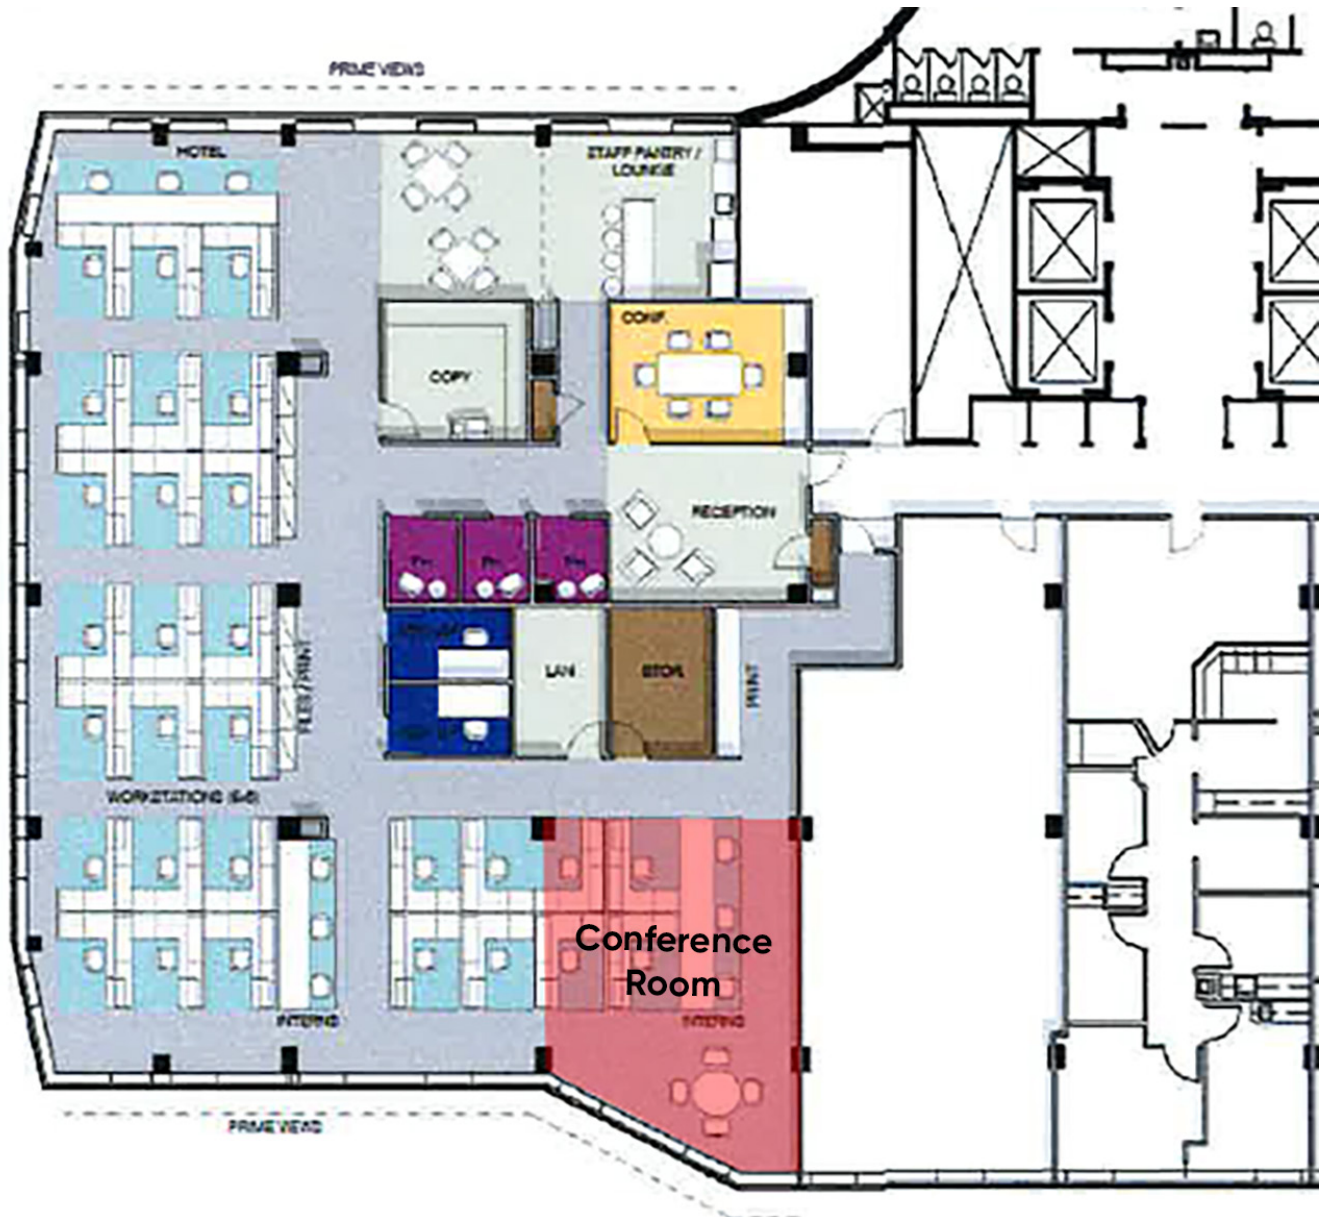 PRIME VIEWS
HOTEL
STAFF PANTRY /
LOUNGE
CONF.
COPY
RECEPTION
LAN
STOR.
PRINT
FILES / PRINT
WORKSTATIONS
Conference
Room
INTERNS
INTERNS
PRIME VIEWS